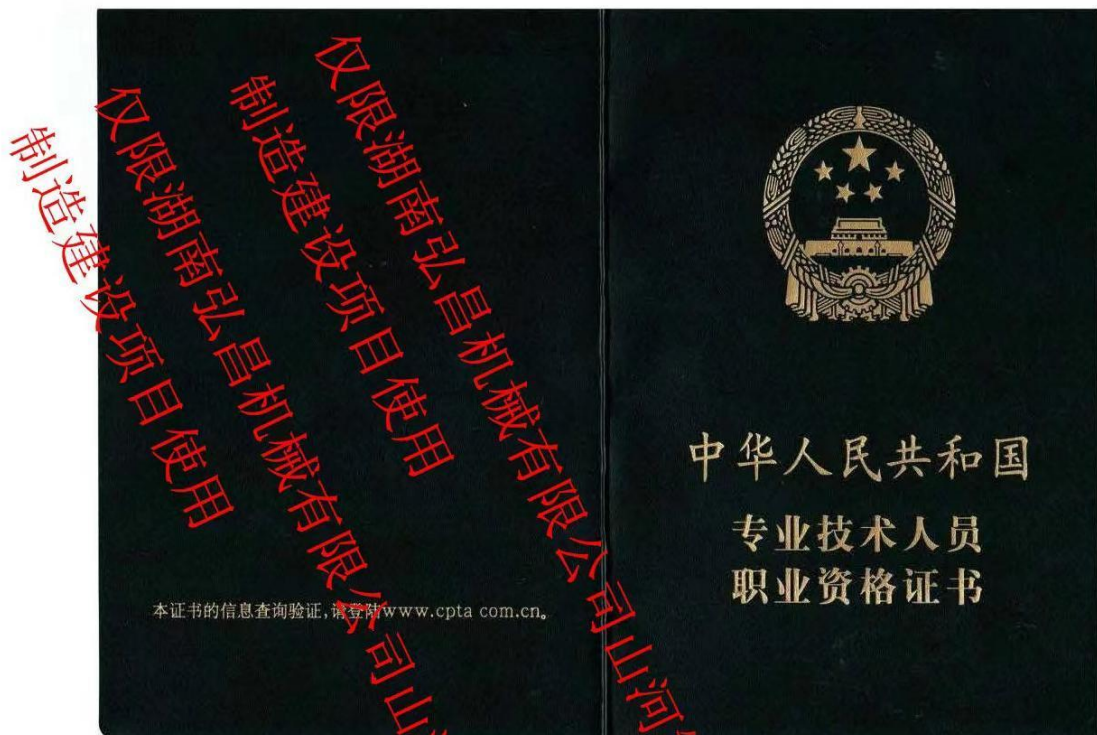 仅限湖南弘昌机械有限公司山河
制造建设项目使用
仅限湖南弘昌机械有限公司山
制造建设项目使用
本证书的信息查询验证,请登陆www.cpta com.cn。
中华人民共和国
专业技术人员
职业资格证书